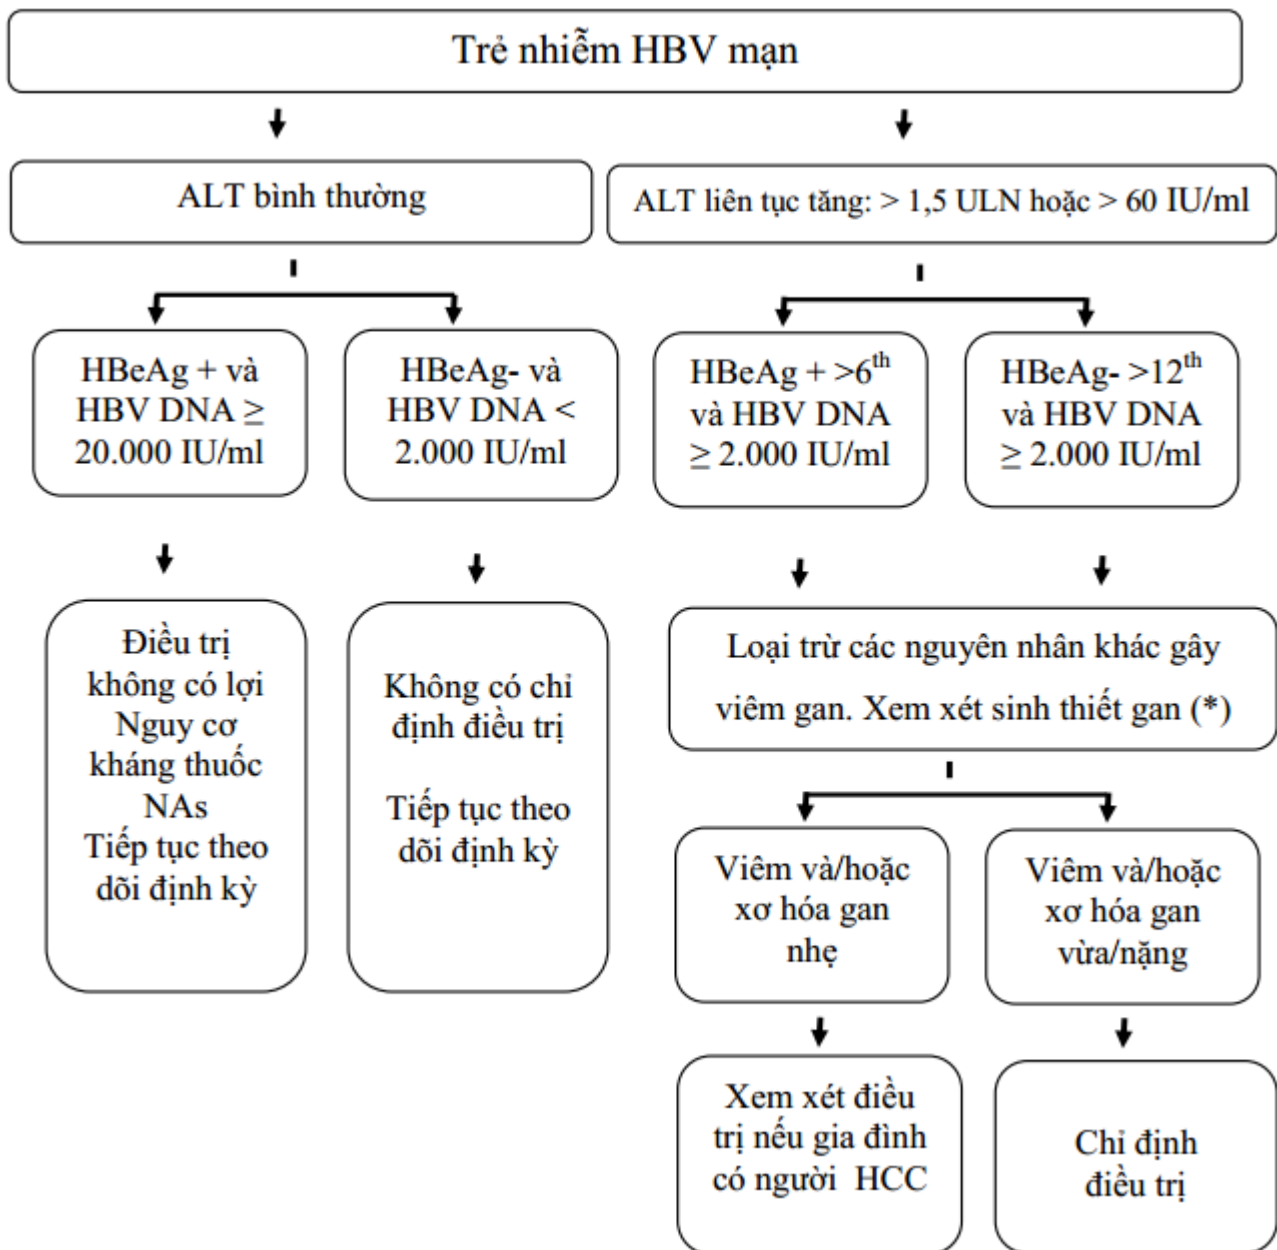 Trẻ nhiễm HBV mạn
ALT bình thường
ALT liên tục tăng: > 1,5 ULN hoặc > 60 IU/ml
HBeAg + và
HBV DNA ≥
20.000 IU/ml
HBeAg- và
HBV DNA <
2.000 IU/ml
HBeAg + >6th
và HBV DNA
≥ 2.000 IU/ml
HBeAg- >12th
và HBV DNA
≥ 2.000 IU/ml
Điều trị
không có lợi
Nguy cơ
kháng thuốc
NAs
Tiếp tục theo
dõi định kỳ
Không có chỉ
định điều trị
Tiếp tục theo
dõi định kỳ
Loại trừ các nguyên nhân khác gây
viêm gan. Xem xét sinh thiết gan (*)
Viêm và/hoặc
xơ hóa gan
nhẹ
Viêm và/hoặc
xơ hóa gan
vừa/nặng
Xem xét điều
trị nếu gia đình
có người HCC
Chỉ định
điều trị